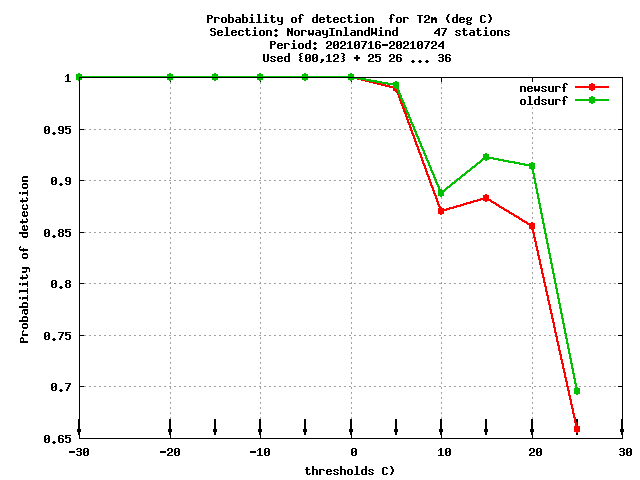 Probability of detection  for T2m (deg C)
Selection: NorwayInlandWind     47 stations
Period: 20210716-20210724
Used {00,12} + 25 26 ... 36
newsurf
oldsurf
Probability of detection
1
0.95
0.9
0.85
0.8
0.75
0.7
0.65
-30 -20 -10 0 10 20 30
thresholds C)